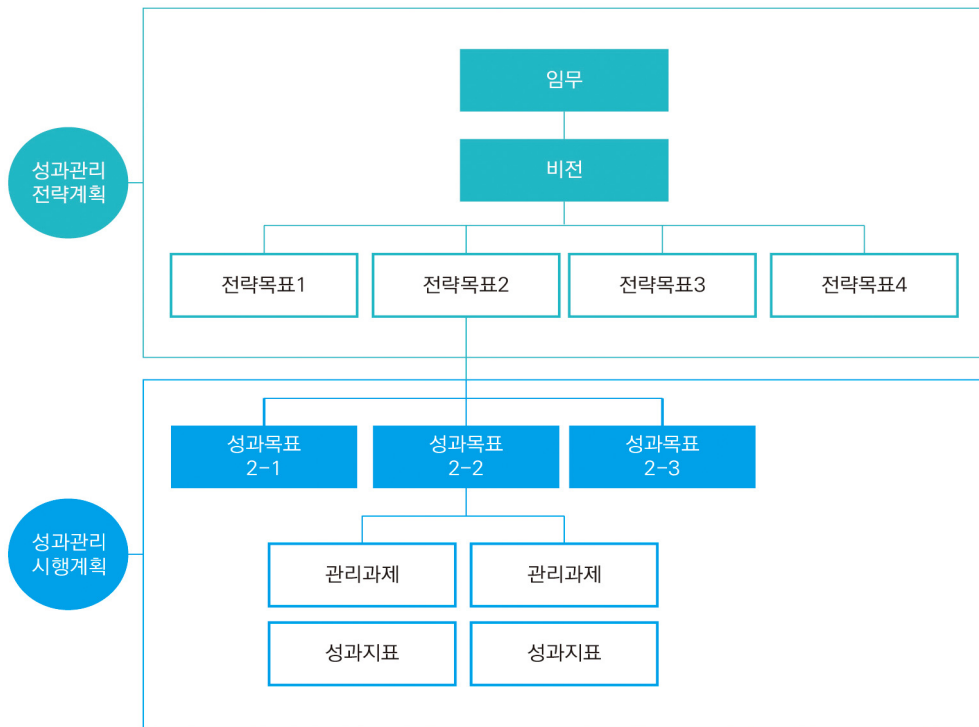 임무
비전
성과관리
전략계획
전략목표1
전략목표2
전략목표3
전략목표4
성과목표
2-1
성과목표
2-2
성과목표
2-3
성과관리
시행계획
관리과제
관리과제
성과지표
성과지표